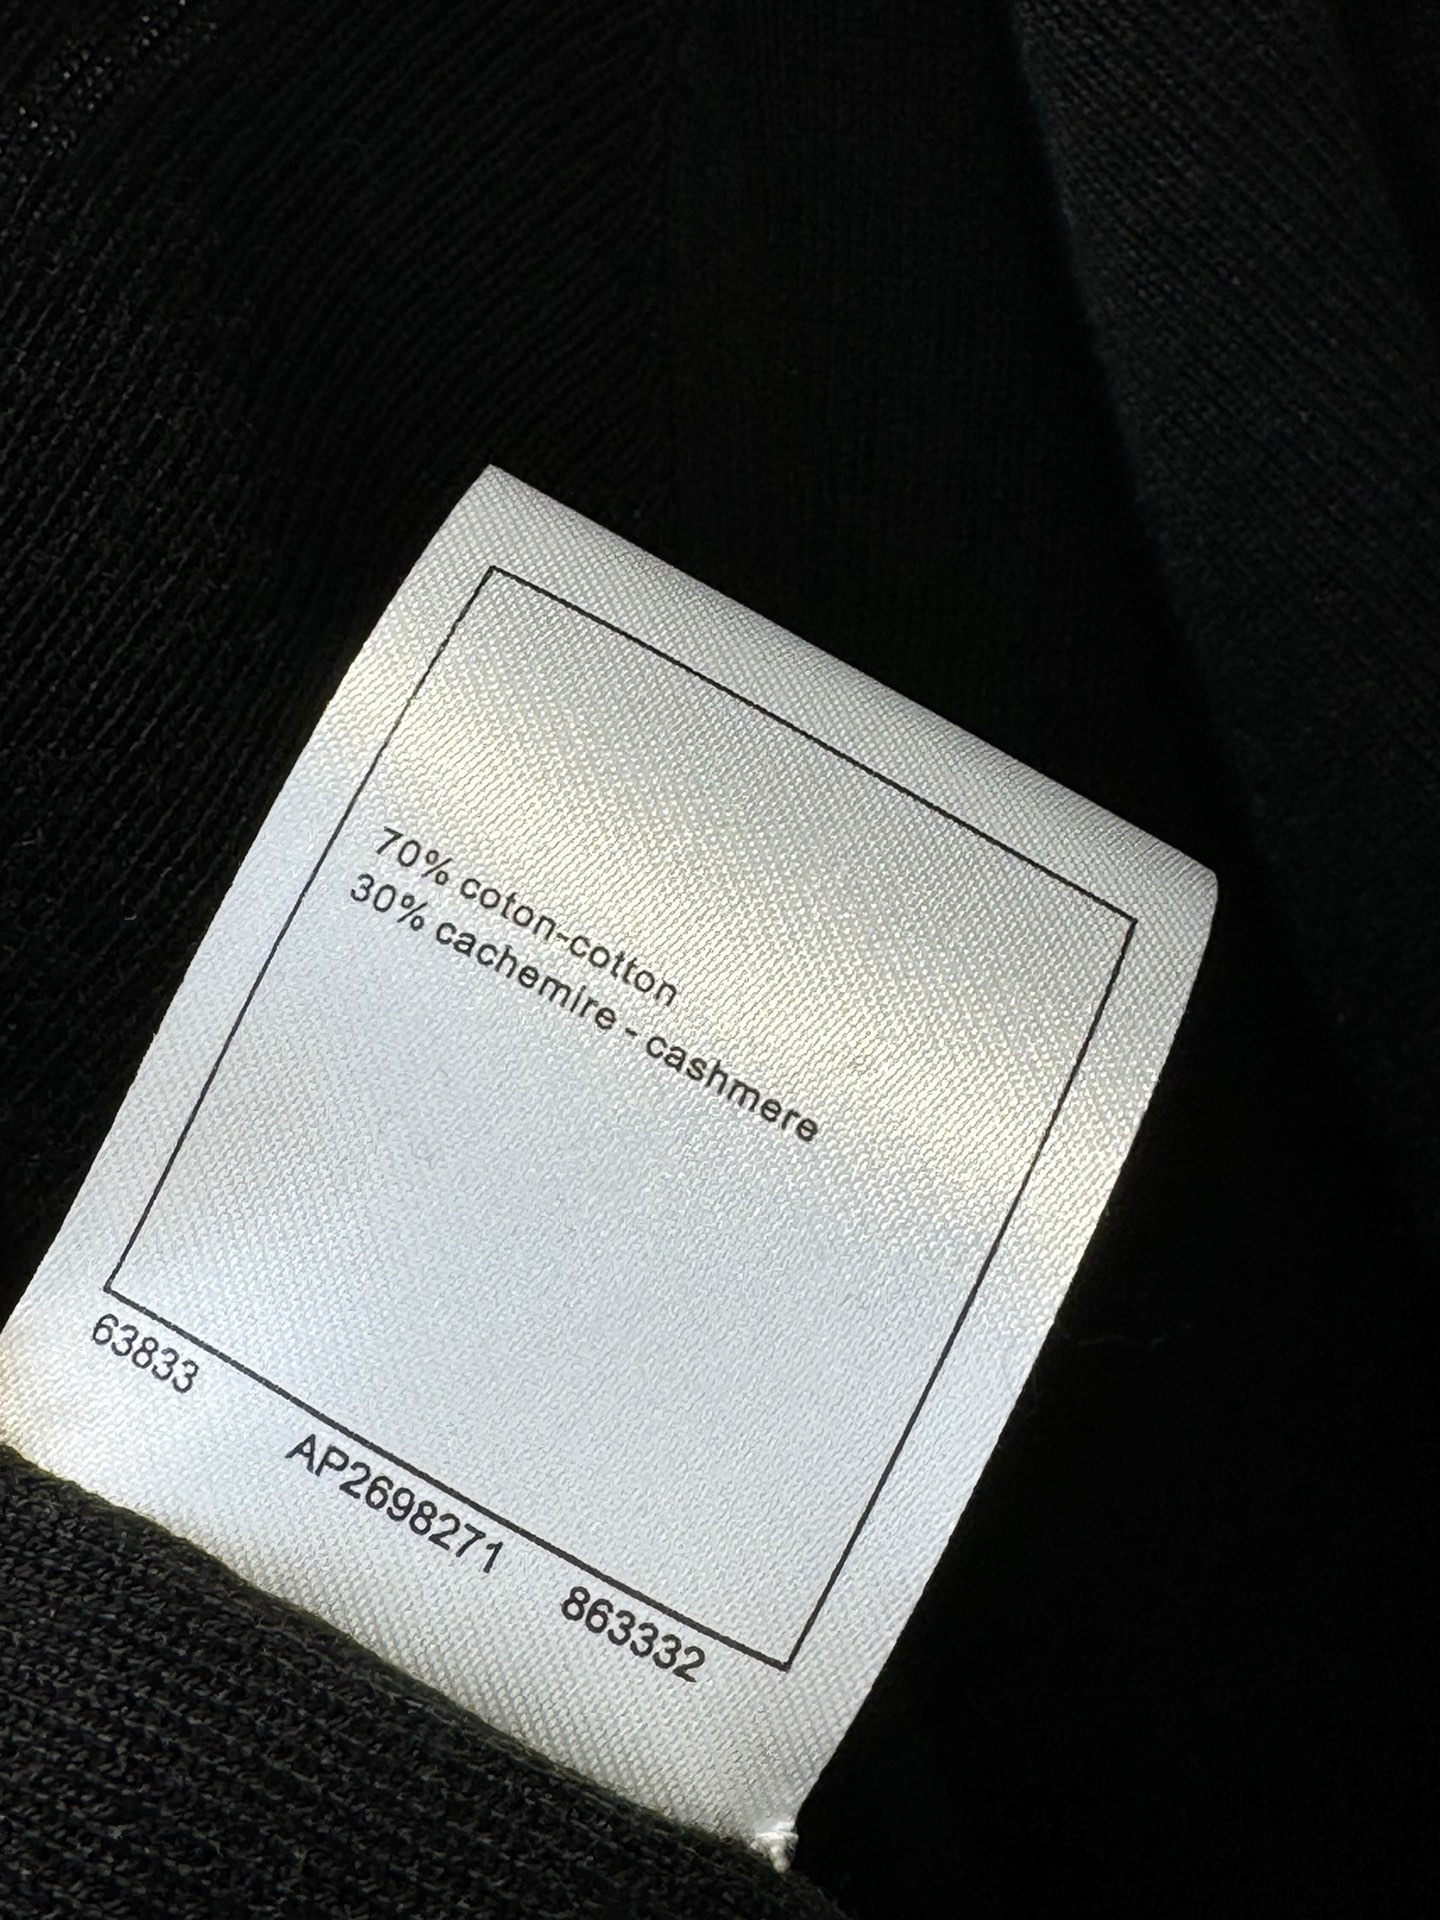 70% coton-cotton
30% cachemire - cashmere
63833 AP2698271 863332